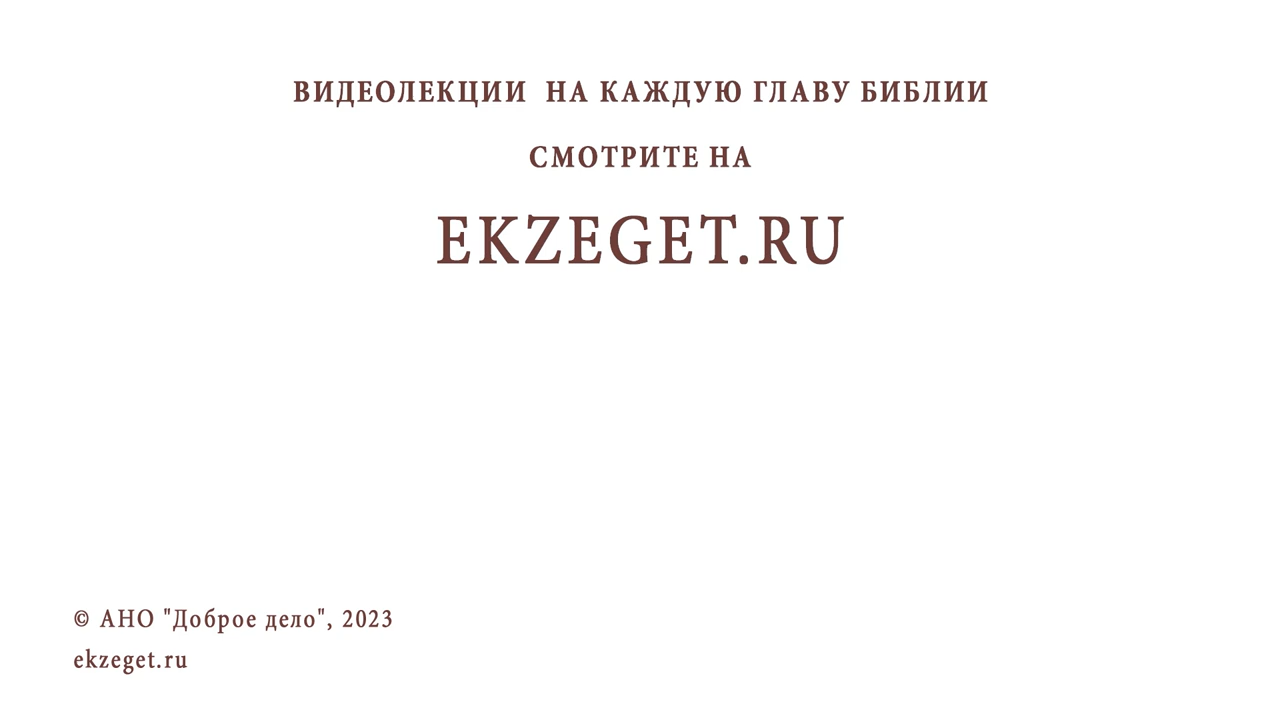 ВИДЕОЛЕКЦИИ НА КАЖДУЮ ГЛАВУ БИБЛИИ
СМОТРИТЕ НА
EKZEGET.RU
© АНО "Доброе дело", 2023
ekzeget.ru